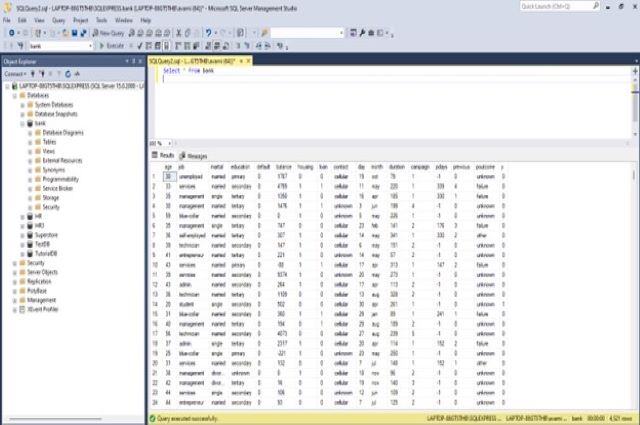 SQLQuery2.sql - LAPTOP-B8GT5TH8\SQLEXPRESS.bank (LAPTOP-B8GT5TH8\avami (64))* - Microsoft SQL Server Management Studio
Quick Launch (Ctrl+Q)
File Edit View Query Project Tools Window Help
New Query
bank Execute
Object Explorer
SQLQuery2.sql - L...GT5TH8\avami (64))*
Connect
Select * from bank
Databases
System Databases
Database Snapshots
bank
Database Diagrams
Tables
Views
External Resources
Synonyms
Programmability
Service Broker
Storage
Security
HR
HR3
Superstore
TestDB
TutorialDB
Security
Server Objects
Replication
PolyBase
Management
XEvent Profiler
Results Messages
age job marital education default balance housing loan contact day month duration campaign pdays previous poutcome y
1 30 unemployed married primary 0 1787 0 0 cellular 19 oct 79 1 -1 0 unknown 0
2 33 services married secondary 0 4789 1 1 cellular 11 may 220 1 339 4 failure 0
3 35 management single tertiary 0 1350 1 0 cellular 16 apr 185 1 330 1 failure 0
4 30 management married tertiary 0 1476 1 1 unknown 3 jun 199 4 -1 0 unknown 0
5 59 blue-collar married secondary 0 0 1 0 unknown 5 may 226 1 -1 0 unknown 0
6 35 management single tertiary 0 747 0 0 cellular 23 feb 141 2 176 3 failure 0
7 36 self-employed married tertiary 0 307 1 0 cellular 14 may 341 1 330 2 other 0
8 39 technician married secondary 0 147 1 0 cellular 6 may 151 2 -1 0 unknown 0
9 41 entrepreneur married tertiary 0 221 1 0 unknown 14 may 57 2 -1 0 unknown 0
10 43 services married primary 0 -88 1 1 cellular 17 apr 313 1 147 2 failure 0
11 39 services married secondary 0 9374 1 0 unknown 20 may 273 1 -1 0 unknown 0
12 43 admin married secondary 0 264 1 0 cellular 17 apr 113 2 -1 0 unknown 0
13 36 technician married tertiary 0 1109 0 0 cellular 13 aug 328 2 -1 0 unknown 0
14 20 student single secondary 0 502 0 0 cellular 30 apr 261 1 -1 0 unknown 1
15 31 blue-collar married secondary 0 360 1 1 cellular 29 jan 89 1 241 1 failure 0
16 40 management married tertiary 0 194 0 1 cellular 29 aug 189 2 -1 0 unknown 0
17 56 technician married secondary 0 4073 0 0 cellular 27 aug 239 5 -1 0 unknown 0
18 37 admin single tertiary 0 2317 1 0 cellular 20 apr 114 1 152 2 failure 0
19 25 blue-collar single primary 0 -221 1 0 unknown 23 may 250 1 -1 0 unknown 0
20 31 services married secondary 0 132 0 0 cellular 7 jul 148 1 152 1 other 0
21 38 management divor... unknown 0 0 1 0 cellular 18 nov 96 2 -1 0 unknown 0
22 42 management divor... tertiary 0 16 0 0 cellular 19 nov 140 3 -1 0 unknown 0
23 44 services single secondary 0 106 0 0 unknown 12 jun 109 2 -1 0 unknown 0
24 44 entrepreneur married secondary 0 93 0 0 cellular 7 jul 125 2 -1 0 unknown 0
Query executed successfully. bank 00:00:00 4,521 rows